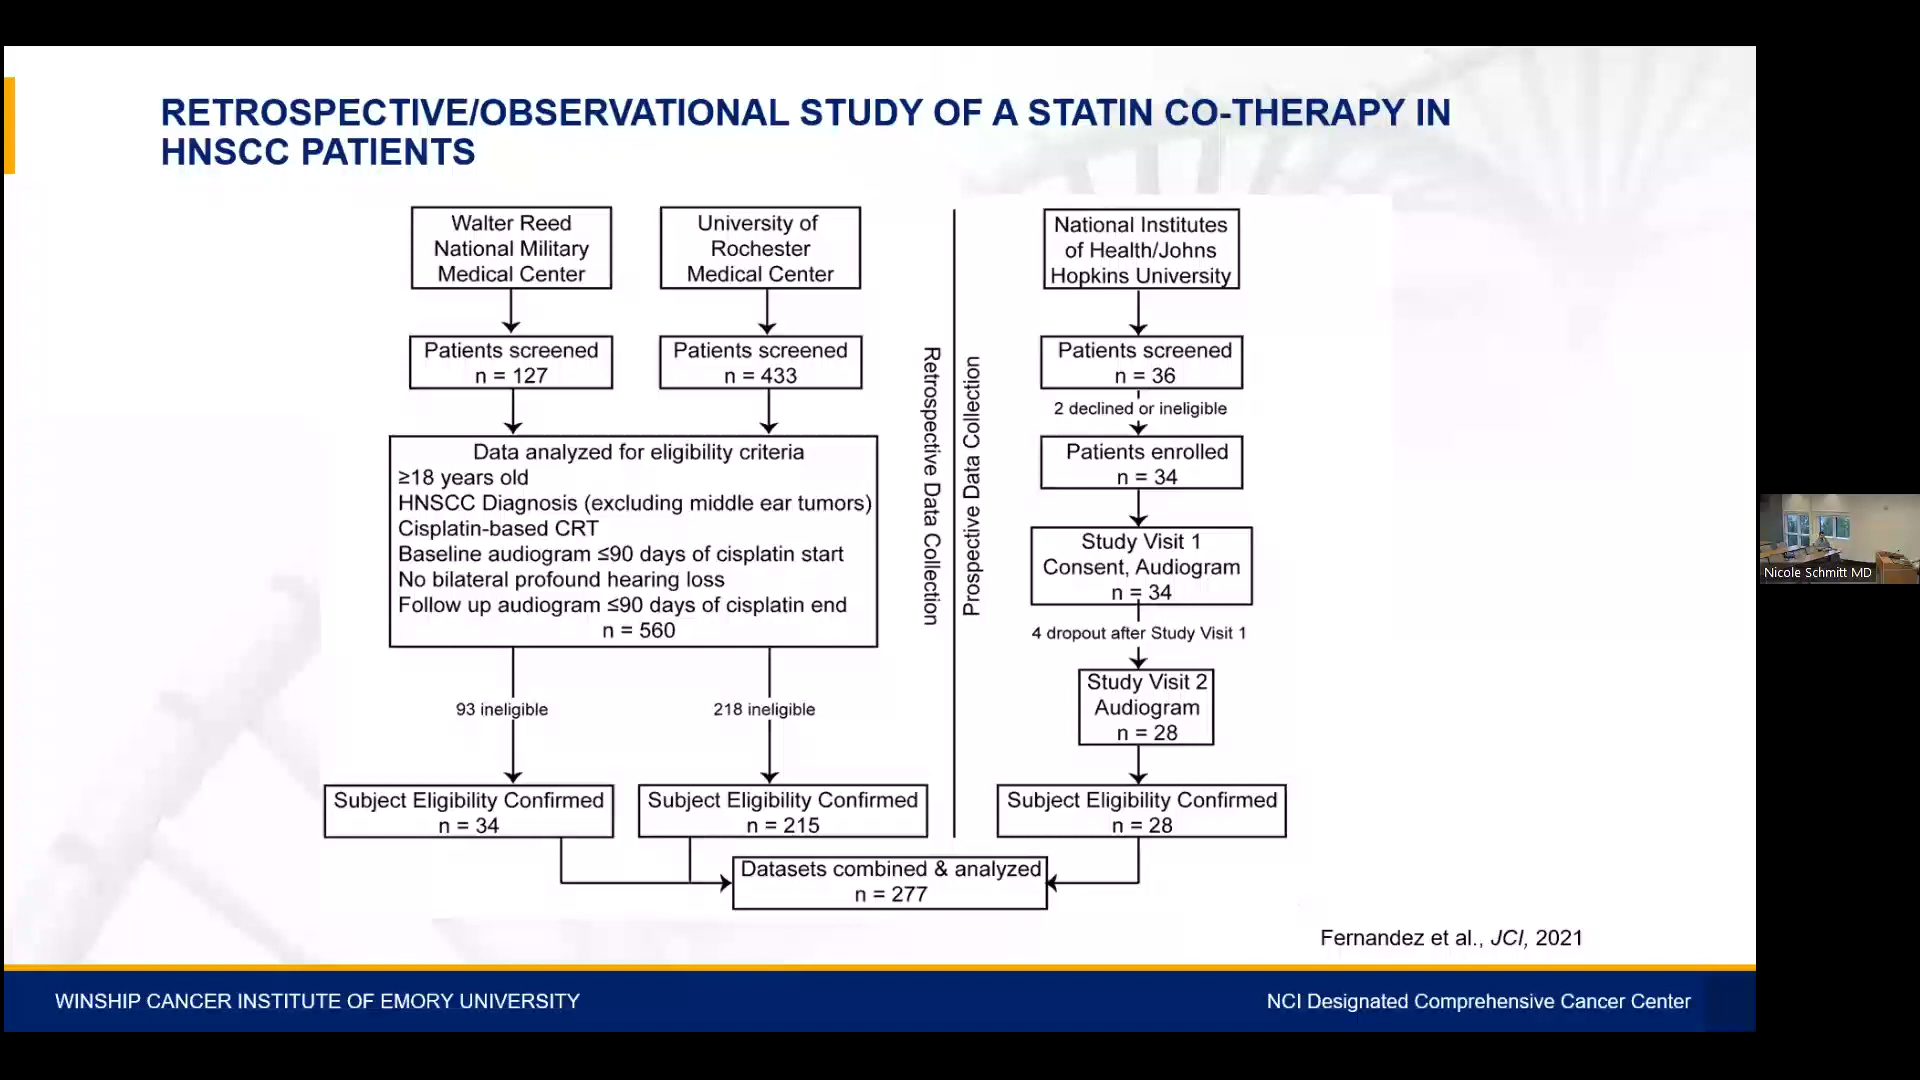 RETROSPECTIVE/OBSERVATIONAL STUDY OF A STATIN CO-THERAPY IN
HNSCC PATIENTS
Walter Reed
National Military
Medical Center
University of
Rochester
Medical Center
National Institutes
of Health/Johns
Hopkins University
Patients screened
n = 127
Patients screened
n = 433
Patients screened
n = 36
2 declined or ineligible
Retrospective Data Collection
Prospective Data Collection
Data analyzed for eligibility criteria
≥18 years old
HNSCC Diagnosis (excluding middle ear tumors)
Cisplatin-based CRT
Baseline audiogram ≤90 days of cisplatin start
No bilateral profound hearing loss
Follow up audiogram ≤90 days of cisplatin end
n = 560
Patients enrolled
n = 34
Study Visit 1
Consent, Audiogram
n = 34
4 dropout after Study Visit 1
Study Visit 2
Audiogram
n = 28
93 ineligible
218 ineligible
Subject Eligibility Confirmed
n = 34
Subject Eligibility Confirmed
n = 215
Subject Eligibility Confirmed
n = 28
Datasets combined & analyzed
n = 277
Fernandez et al., JCI, 2021
WINSHIP CANCER INSTITUTE OF EMORY UNIVERSITY
NCI Designated Comprehensive Cancer Center
Nicole Schmitt MD